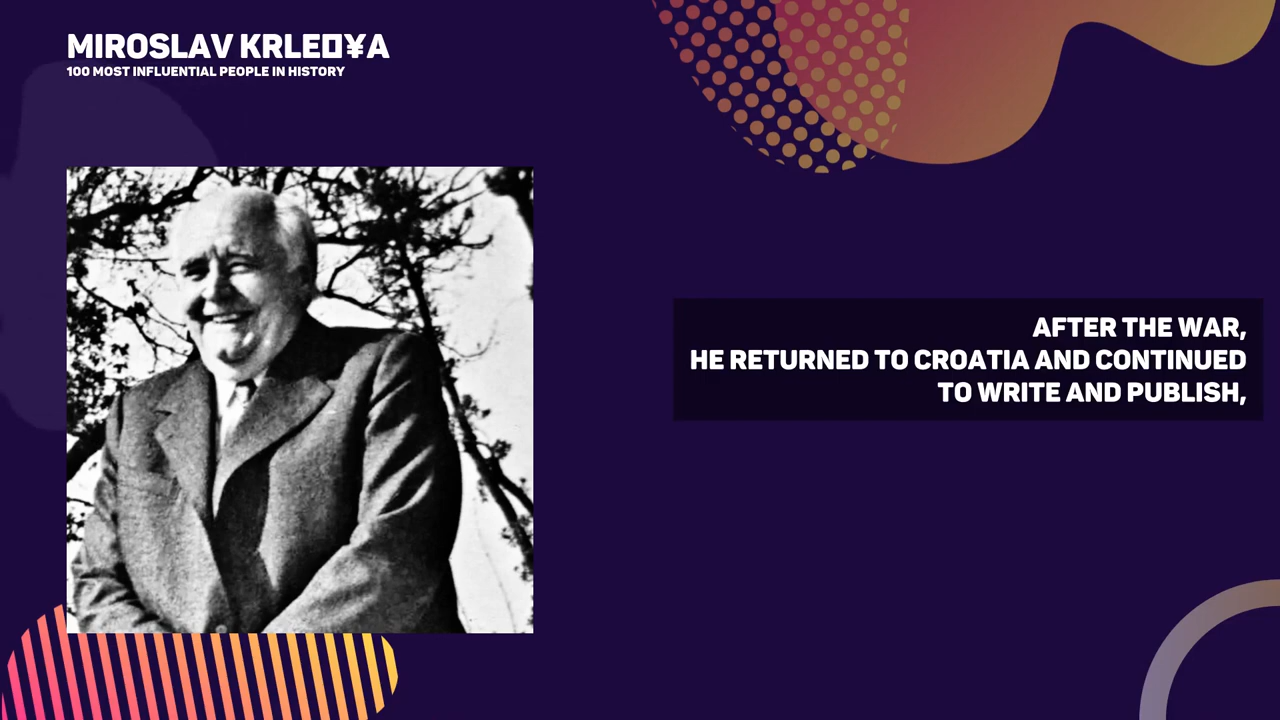 MIROSLAV KRLE▯¥A
100 MOST INFLUENTIAL PEOPLE IN HISTORY
AFTER THE WAR,
HE RETURNED TO CROATIA AND CONTINUED
TO WRITE AND PUBLISH,